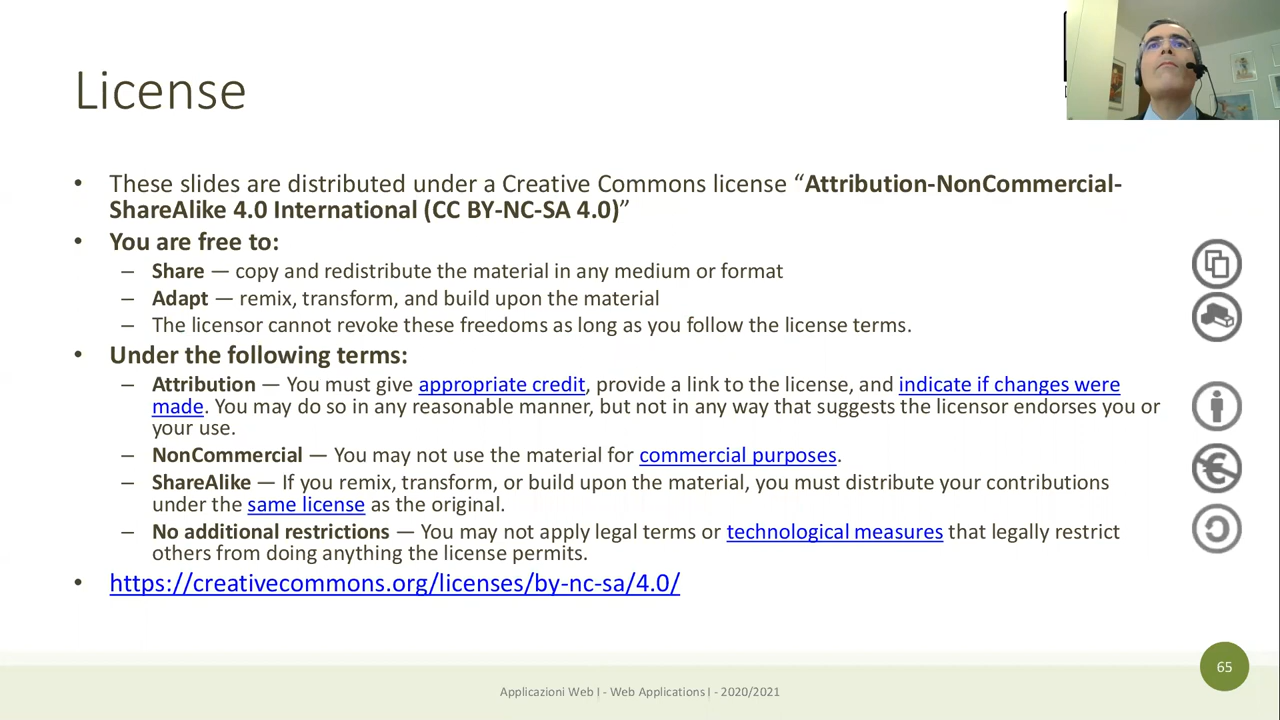 License
• These slides are distributed under a Creative Commons license “Attribution-NonCommercial-
ShareAlike 4.0 International (CC BY-NC-SA 4.0)”
• You are free to:
– Share — copy and redistribute the material in any medium or format
– Adapt — remix, transform, and build upon the material
– The licensor cannot revoke these freedoms as long as you follow the license terms.
• Under the following terms:
– Attribution — You must give appropriate credit, provide a link to the license, and indicate if changes were
made. You may do so in any reasonable manner, but not in any way that suggests the licensor endorses you or
your use.
– NonCommercial — You may not use the material for commercial purposes.
– ShareAlike — If you remix, transform, or build upon the material, you must distribute your contributions
under the same license as the original.
– No additional restrictions — You may not apply legal terms or technological measures that legally restrict
others from doing anything the license permits.
• https://creativecommons.org/licenses/by-nc-sa/4.0/
65
Applicazioni Web I - Web Applications I - 2020/2021